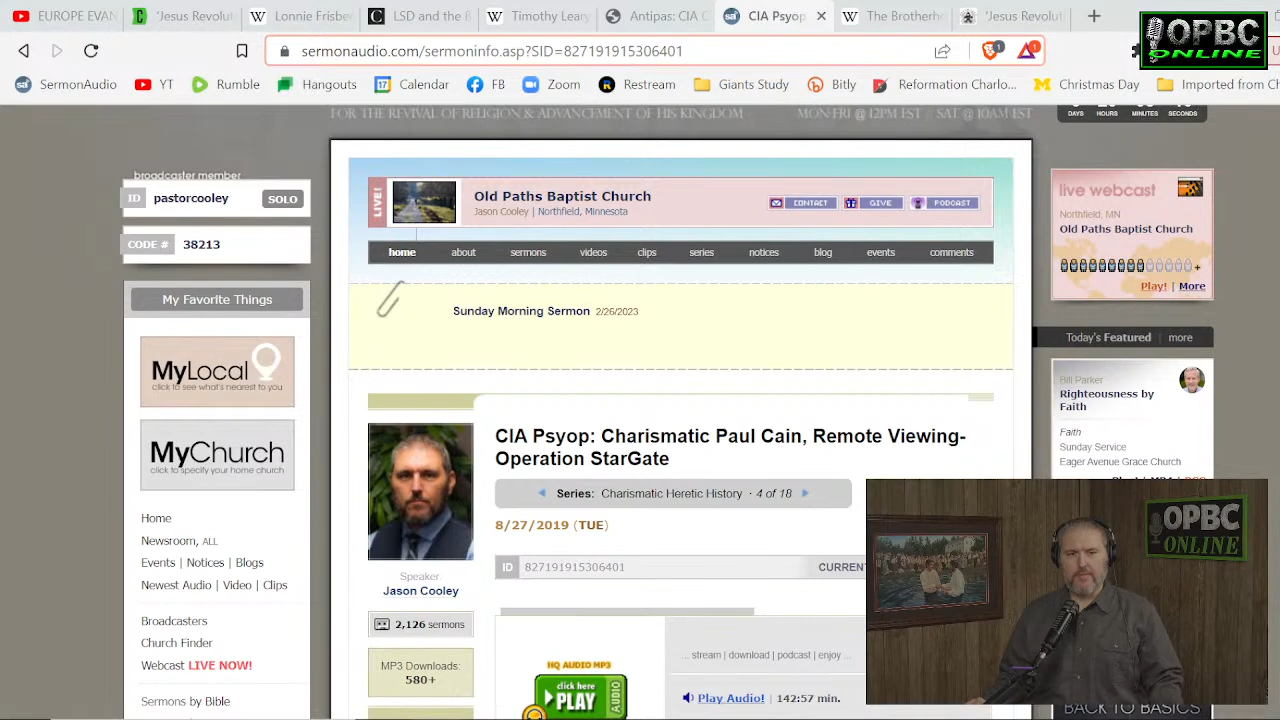 EUROPE EVAN
'Jesus Revolut
Lonnie Frisbe
LSD and the
Timothy Leary
Antipas: CIA C
CIA Psyop
The Brotherh
'Jesus Revolut
OPBC
ONLINE
sermonaudio.com/sermoninfo.asp?SID=827191915306401
1
1
SermonAudio
YT
Rumble
Hangouts
17
Calendar
FB
Zoom
Restream
Giants Study
Bitly
Reformation Charlo...
Christmas Day
Imported from Ch
FOR THE REVIVAL OF RELIGION & ADVANCEMENT OF HIS KINGDOM
MON-FRI @ 12PM EST
SAT @ 10AM EST
DAYS
HOURS
MINUTES
SECONDS
broadcaster member
ID
pastorcooley
SOLO
CODE #
38213
My Favorite Things
MyLocal
click to see what's nearest to you
MyChurch
click to specify your home church
Home
Newsroom, ALL
Events | Notices | Blogs
Newest Audio | Video | Clips
Broadcasters
Church Finder
Webcast LIVE NOW!
Sermons by Bible
LIVE!
Old Paths Baptist Church
Jason Cooley | Northfield, Minnesota
CONTACT
GIVE
PODCAST
home
about
sermons
videos
clips
series
notices
blog
events
comments
Sunday Morning Sermon 2/26/2023
CIA Psyop: Charismatic Paul Cain, Remote Viewing-
Operation StarGate
Series: Charismatic Heretic History · 4 of 18
8/27/2019 (TUE)
ID
827191915306401
CURREN
Speaker
Jason Cooley
2,126 sermons
MP3 Downloads:
580+
HQ AUDIO MP3
click here
PLAY
AUDIO
... stream | download | podcast | enjoy ...
Play Audio! | 142:57 min.
live webcast
Northfield, MN
Old Paths Baptist Church
+
Play! | More
Today's Featured | more
Bill Parker
Righteousness by
Faith
Faith
Sunday Service
Eager Avenue Grace Church
OPBC
ONLINE
BACK TO BASICS